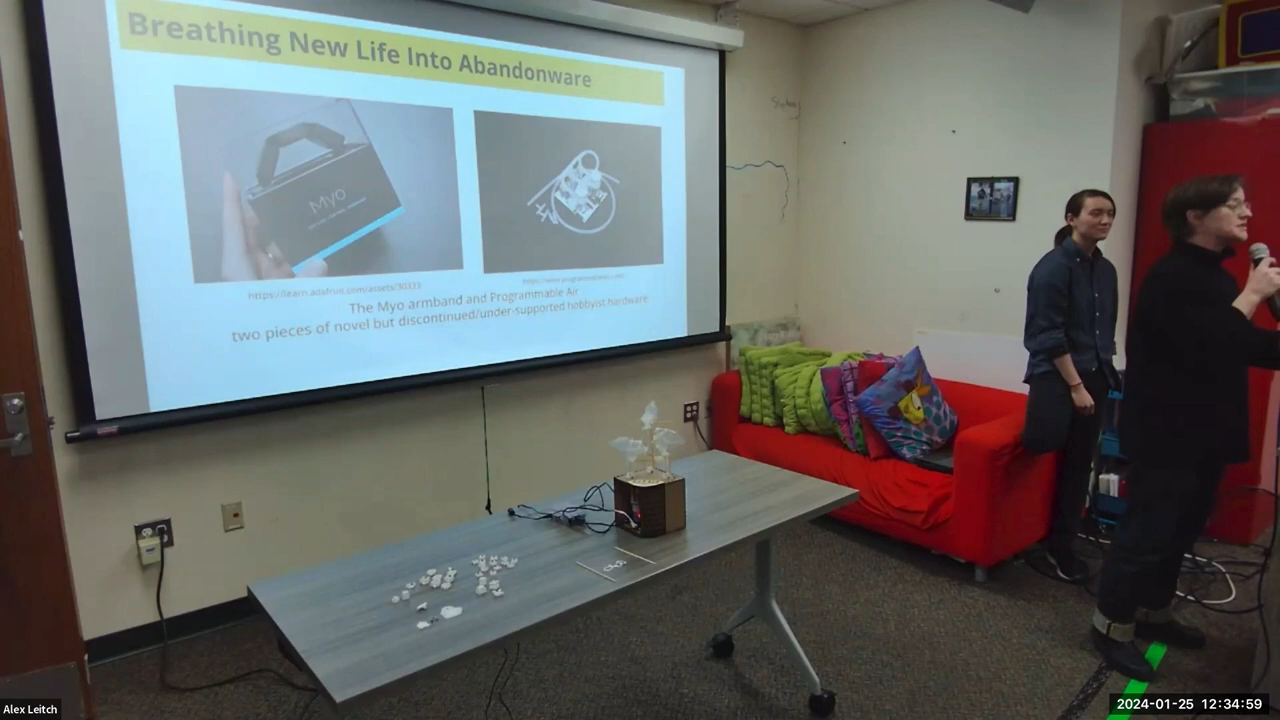 Breathing New Life Into Abandonware
Myo
https://learn.adafruit.com/assets/30333
The Myo armband and Programmable Air
two pieces of novel but discontinued/under-supported hobbyist hardware
Alex Leitch
2024-01-25 12:34:59